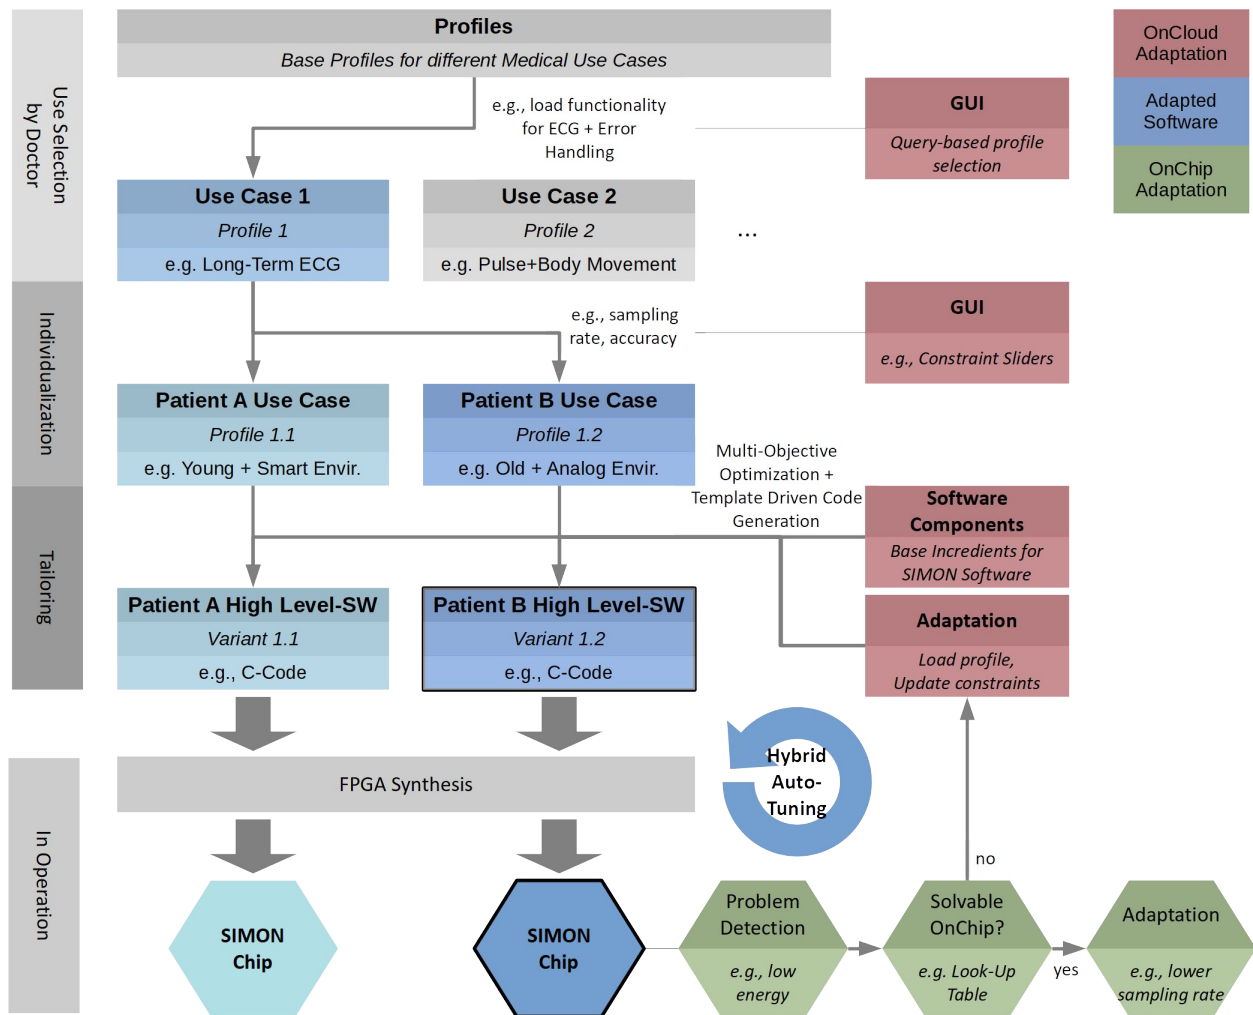 Profiles
Base Profiles for different Medical Use Cases
OnCloud
Adaptation
Adapted
Software
OnChip
Adaptation
Use Selection
by Doctor
e.g., load functionality
for ECG + Error
Handling
GUI
Query-based profile
selection
Use Case 1
Profile 1
e.g. Long-Term ECG
Use Case 2
Profile 2
e.g. Pulse+Body Movement
...
Individualization
e.g., sampling
rate, accuracy
GUI
e.g., Constraint Sliders
Patient A Use Case
Profile 1.1
e.g. Young + Smart Envir.
Patient B Use Case
Profile 1.2
e.g. Old + Analog Envir.
Multi-Objective
Optimization +
Template Driven Code
Generation
Software
Components
Base Incredients for
SIMON Software
Tailoring
Patient A High Level-SW
Variant 1.1
e.g., C-Code
Patient B High Level-SW
Variant 1.2
e.g., C-Code
Adaptation
Load profile,
Update constraints
In Operation
FPGA Synthesis
Hybrid
Auto-
Tuning
SIMON
Chip
SIMON
Chip
Problem
Detection
e.g., low
energy
Solvable
OnChip?
e.g. Look-Up
Table
no
yes
Adaptation
e.g., lower
sampling rate